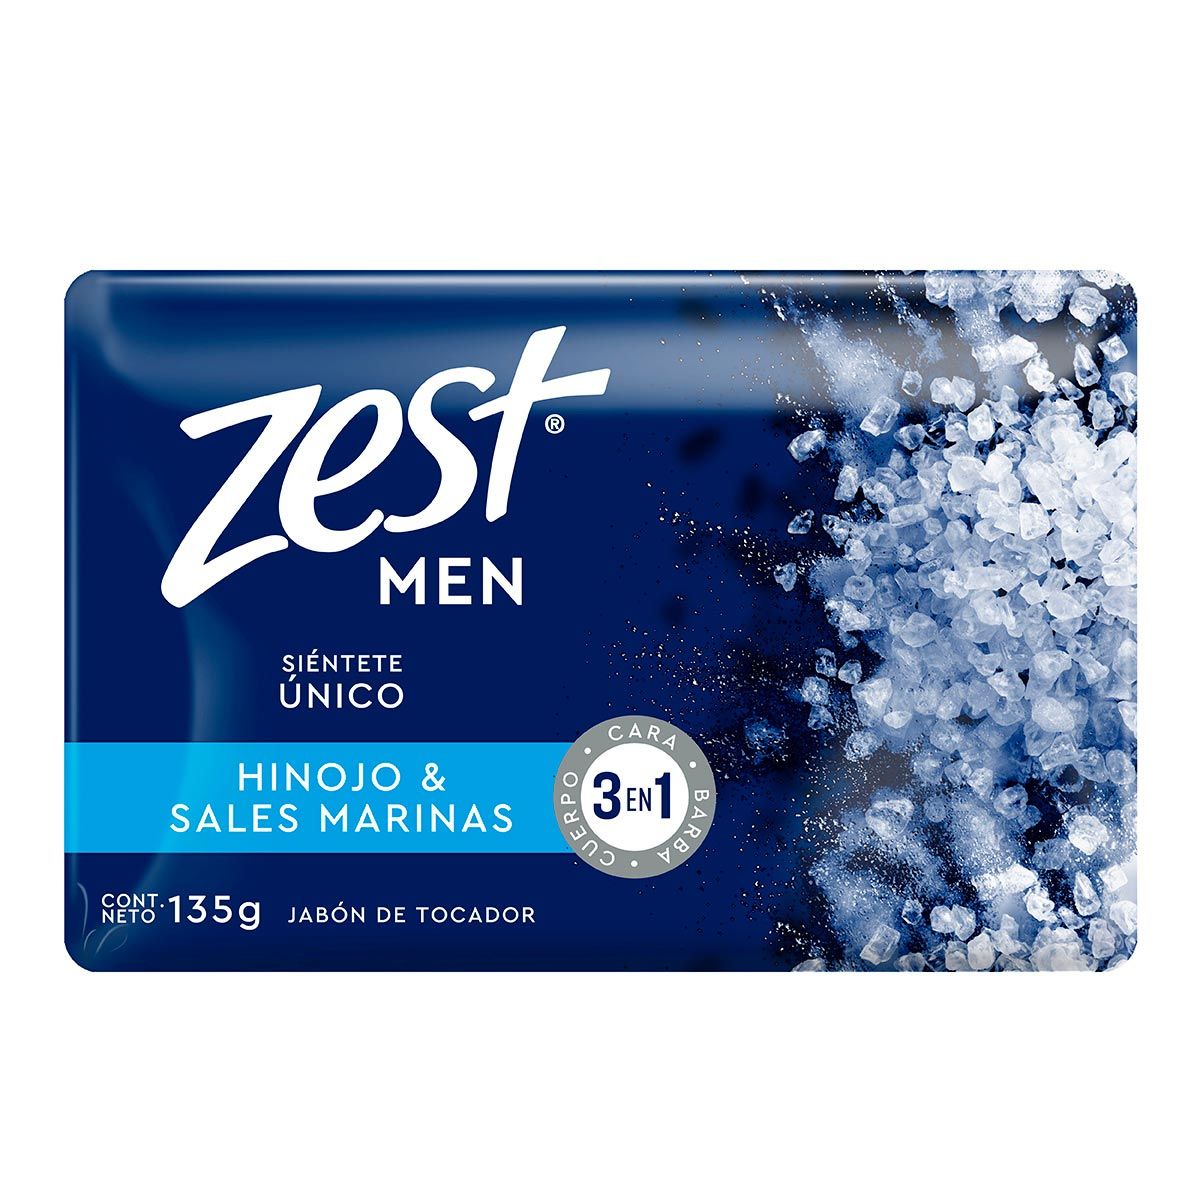 zest®
MEN
SIÉNTETE
ÚNICO
HINOJO &
SALES MARINAS
CARA · BARBA · CUERPO ·
3 EN 1
CONT. NETO 135g JABÓN DE TOCADOR